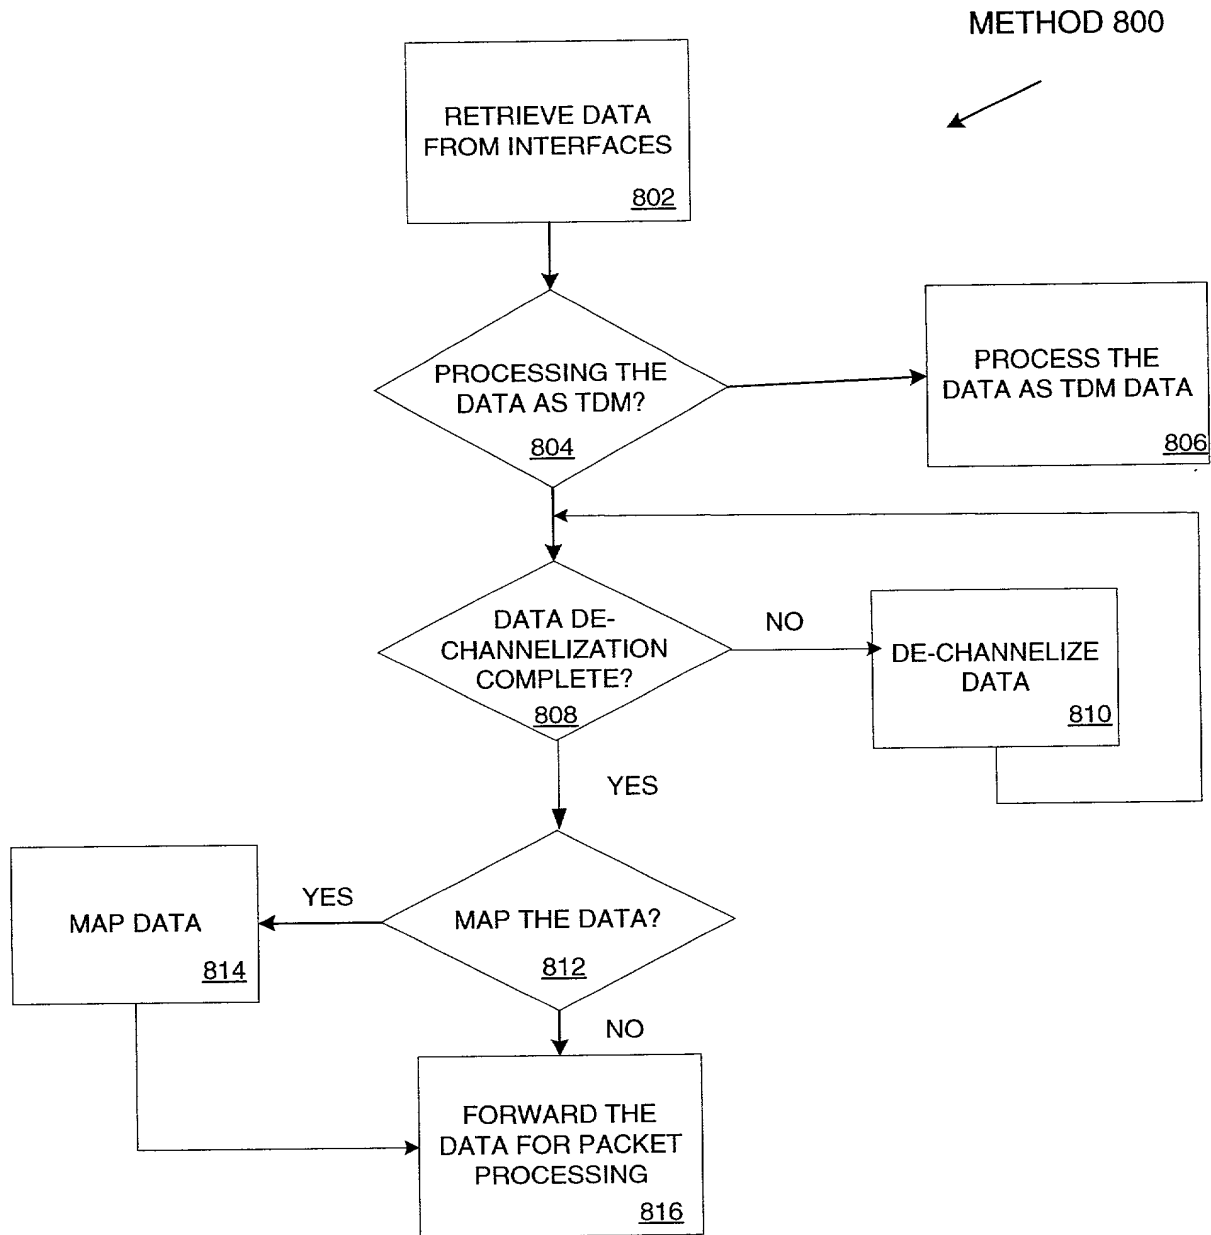 METHOD 800
RETRIEVE DATA
FROM INTERFACES
802
PROCESSING THE
DATA AS TDM?
804
PROCESS THE
DATA AS TDM DATA
806
DATA DE-
CHANNELIZATION
COMPLETE?
808
NO
DE-CHANNELIZE
DATA
810
YES
MAP THE DATA?
812
YES
MAP DATA
814
NO
FORWARD THE
DATA FOR PACKET
PROCESSING
816